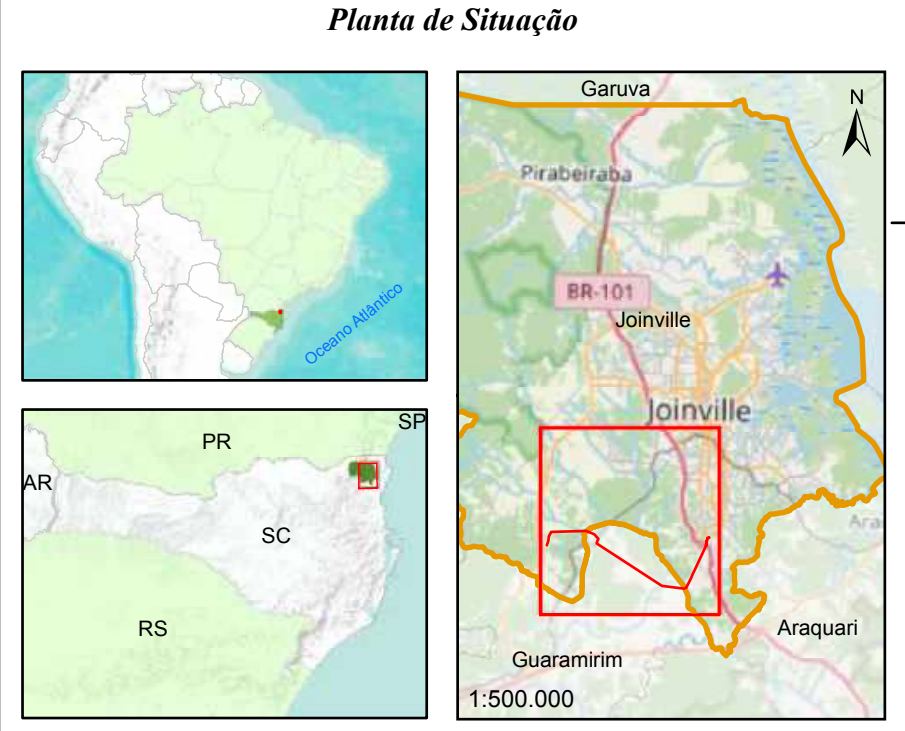 Planta de Situação
Oceano Atlântico
SP
PR
AR
SC
RS
Garuva
N
Pirabeiraba
BR-101
Joinville
Joinville
Araquari
Guaramirim
1:500.000